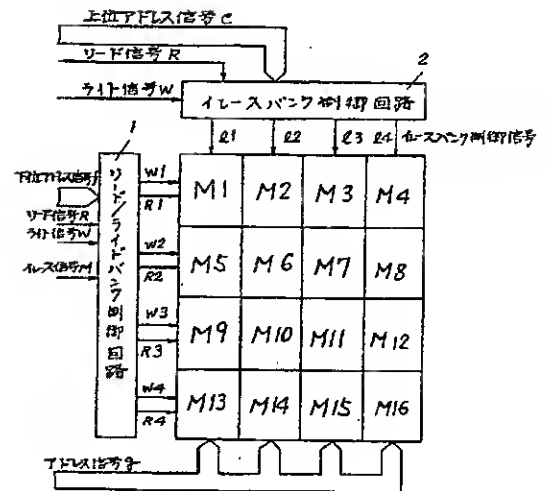 上位アドレス信号e
リード信号R
2
ライト信号W
イレースバンク制御回路
1
l1 l2 l3 l4 イレースバンク制御信号
下位アドレス信号f
リード信号R
ライト信号W
イレース信号M
リード/ライトバンク制御回路
W1
R1
W2
R2
W3
R3
W4
R4
M1 M2 M3 M4
M5 M6 M7 M8
M9 M10 M11 M12
M13 M14 M15 M16
アドレス信号g